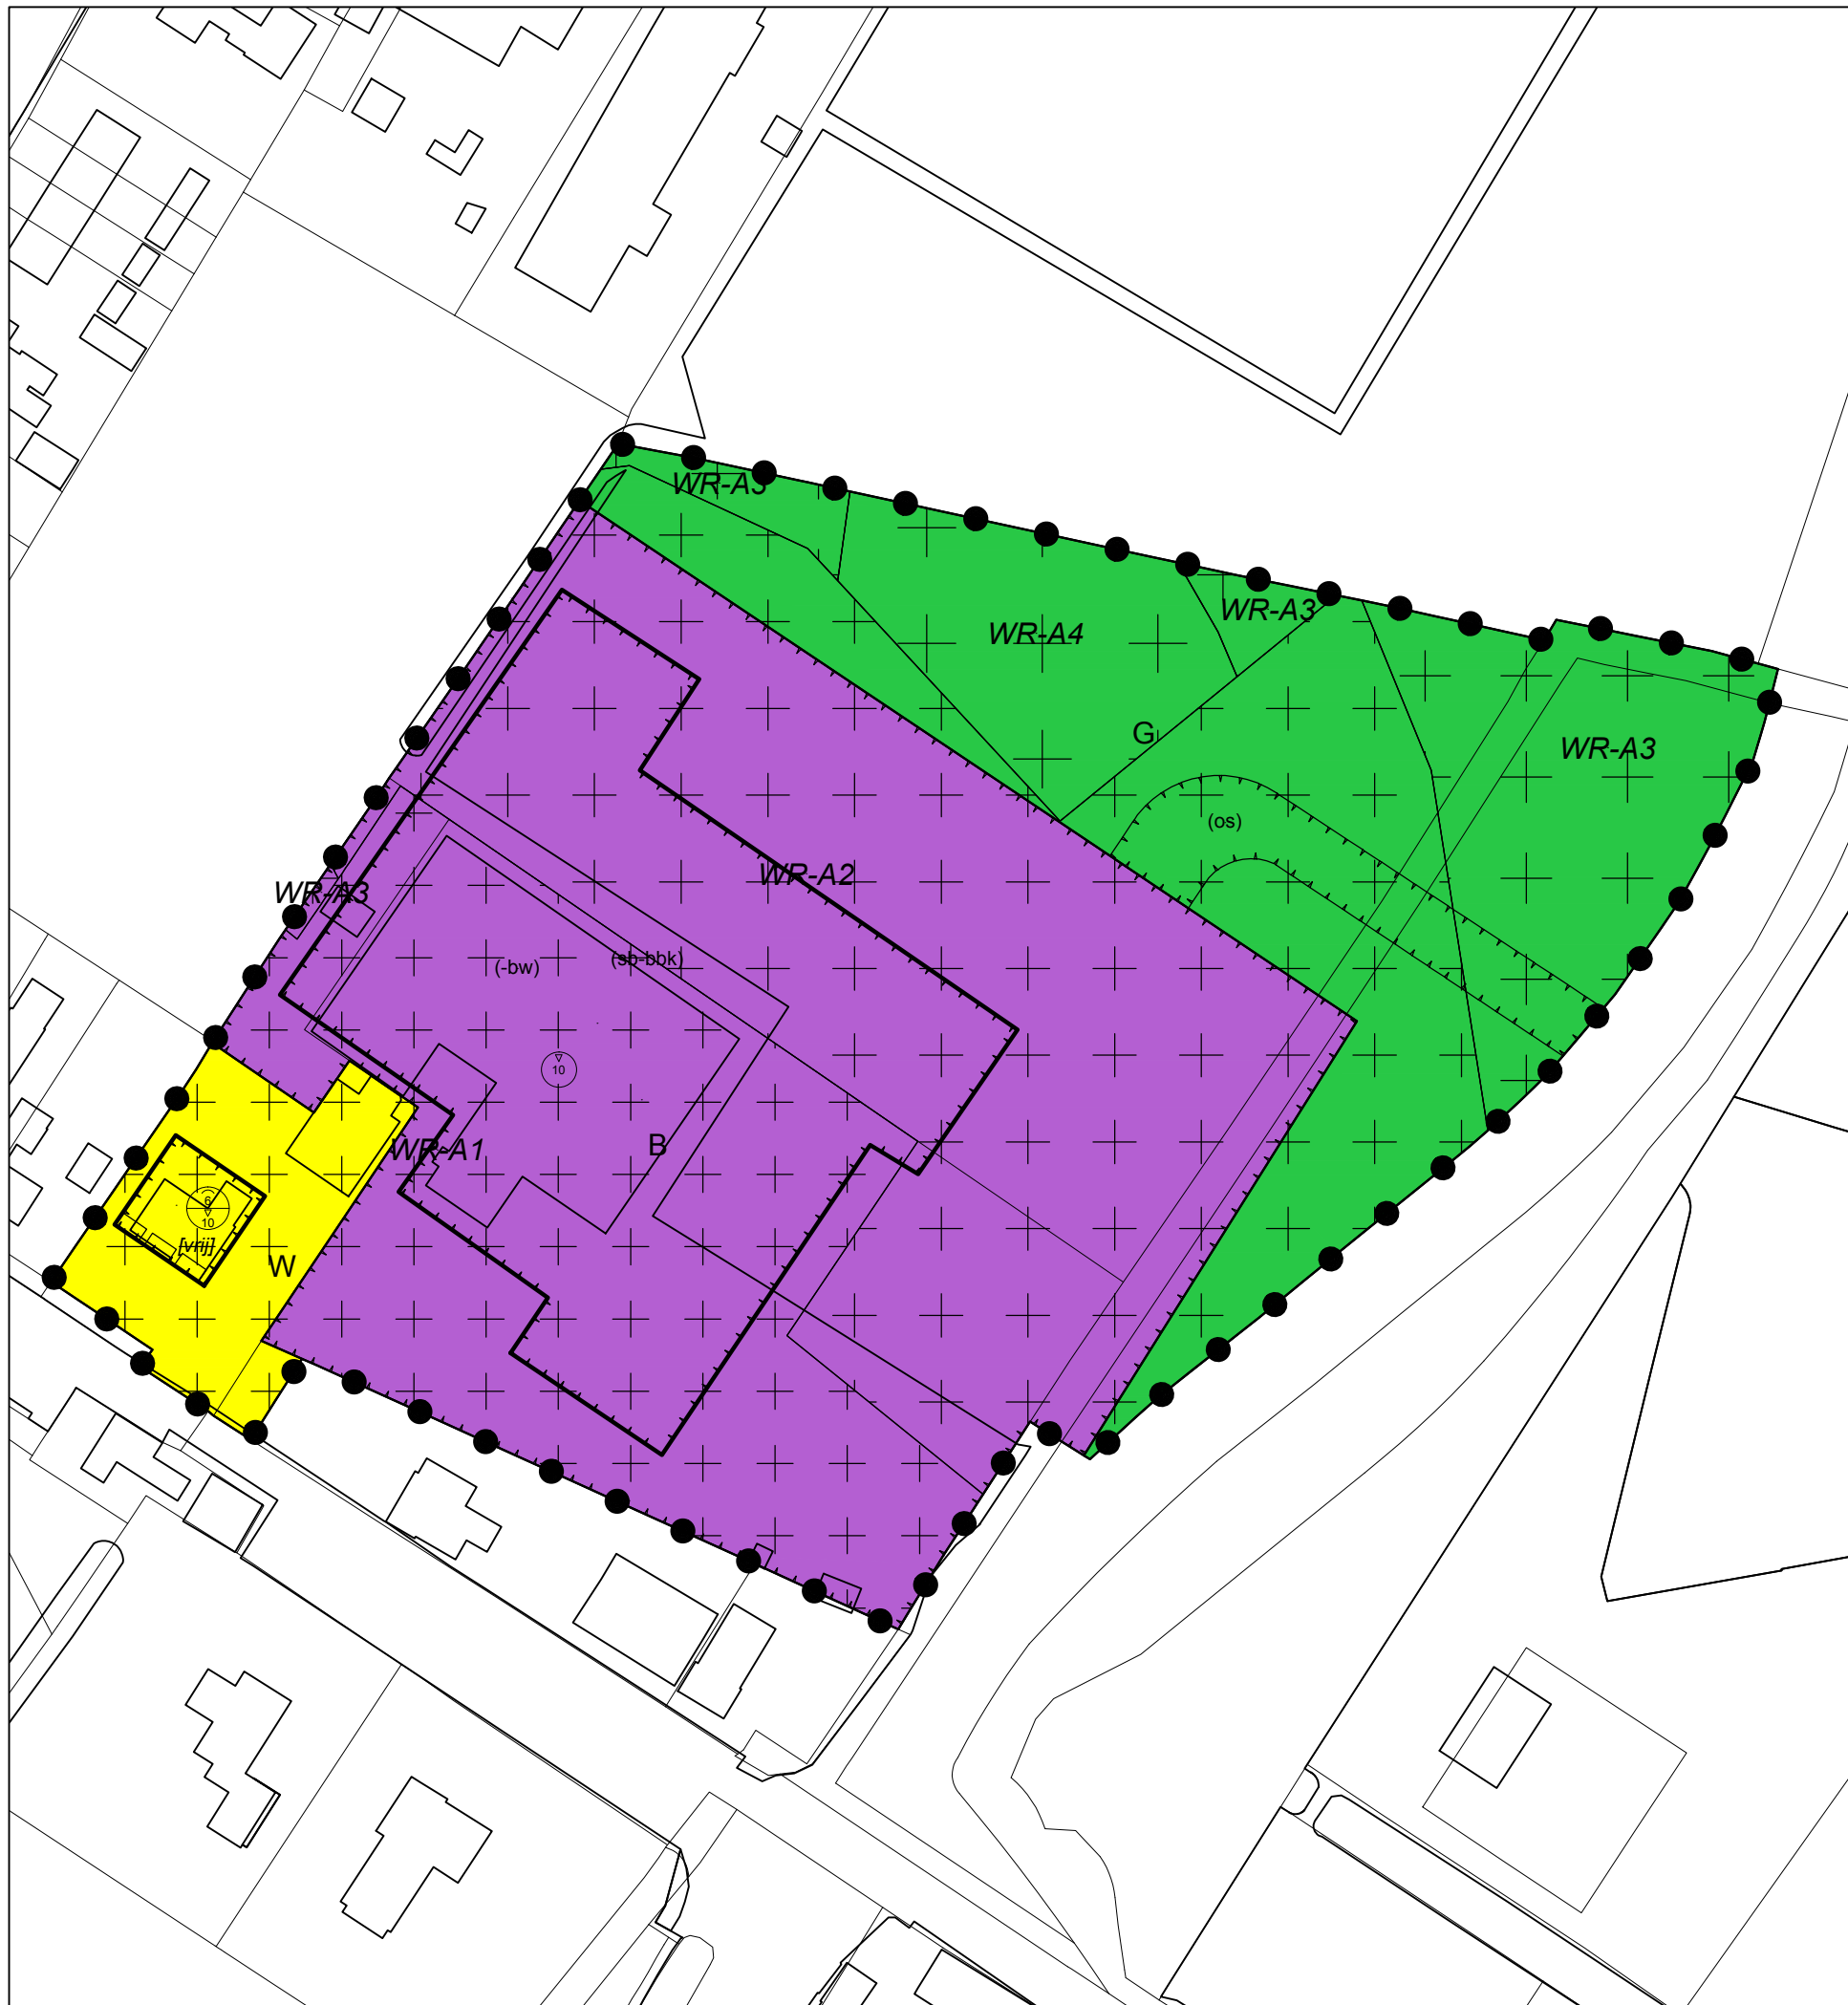 WR-A3
WR-A3
WR-A4
G
WR-A3
(os)
WR-A2
WR-A3
(-bw)
(sb-bbk)
10
B
WR-A1
6
10
[vrij]
W